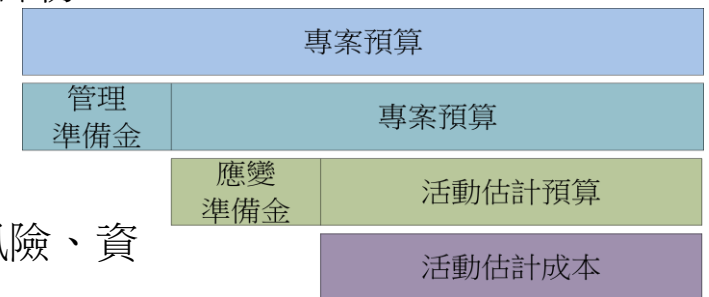 專案預算
管理
準備金
專案預算
應變
準備金
活動估計預算
險、資
活動估計成本